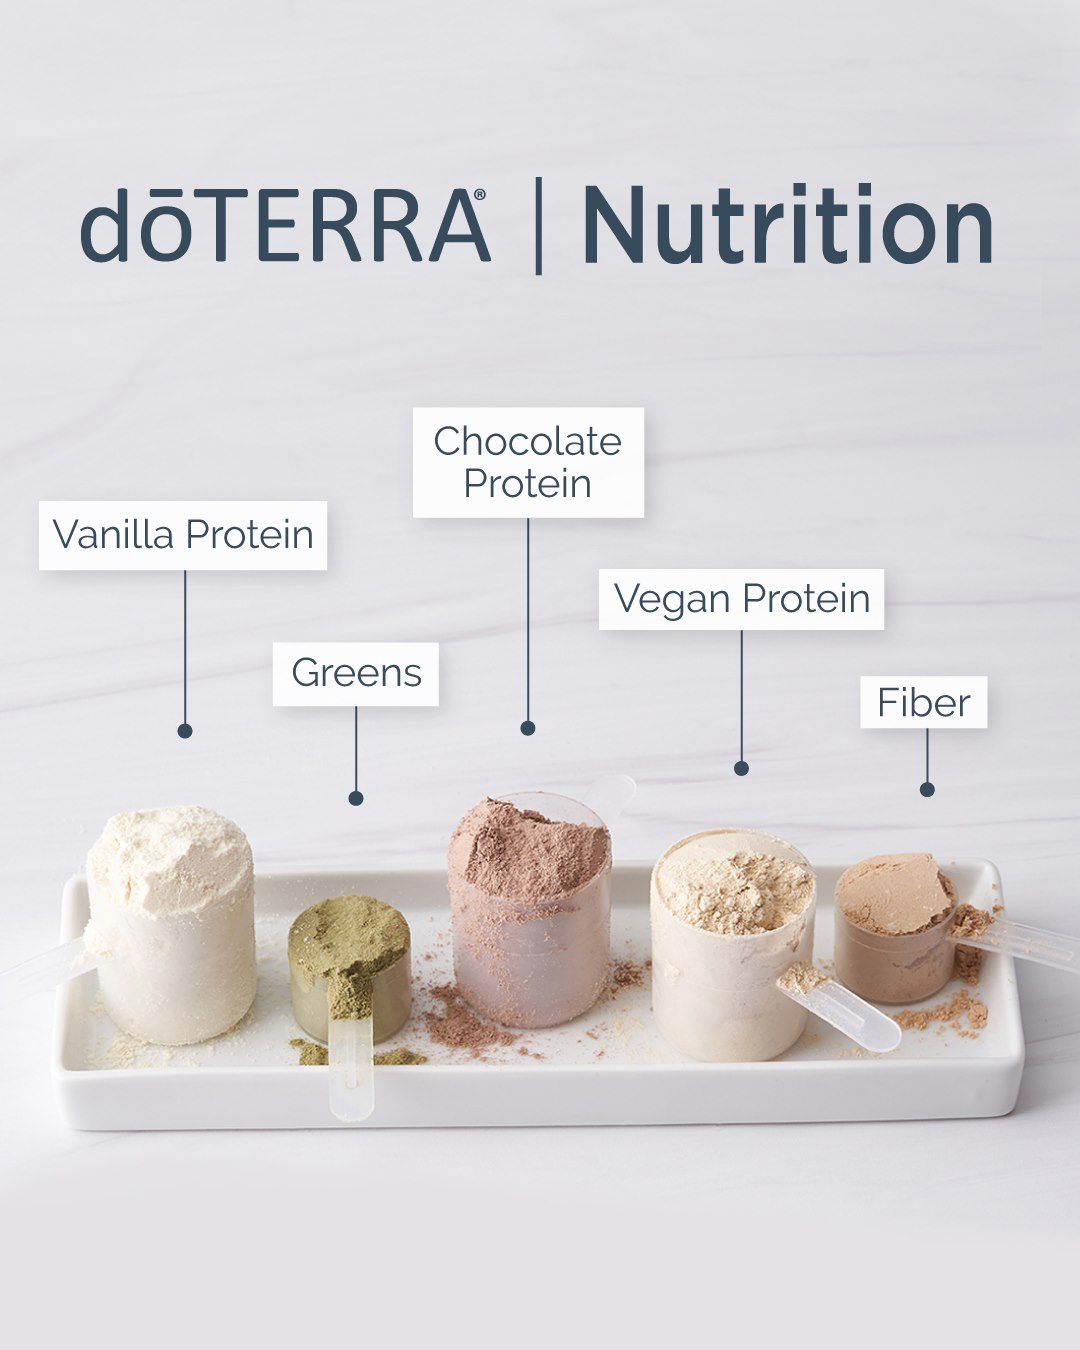 dōTERRA® | Nutrition
Chocolate
Protein
Vanilla Protein
Vegan Protein
Greens
Fiber